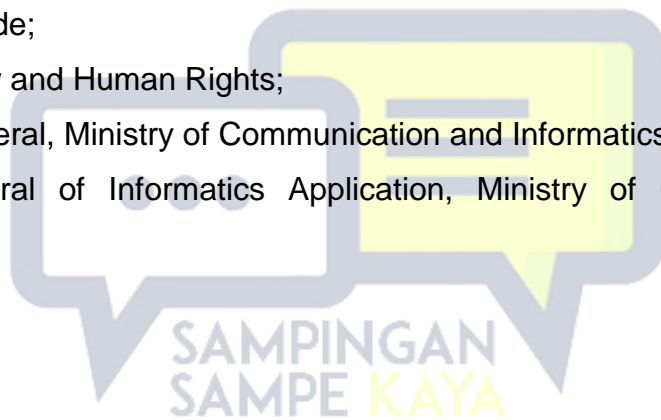 de;
and Human Rights;
eral, Ministry of Communication and Informatics
ral of Informatics Application, Ministry of
SAMPINGAN
SAMPE KAYA